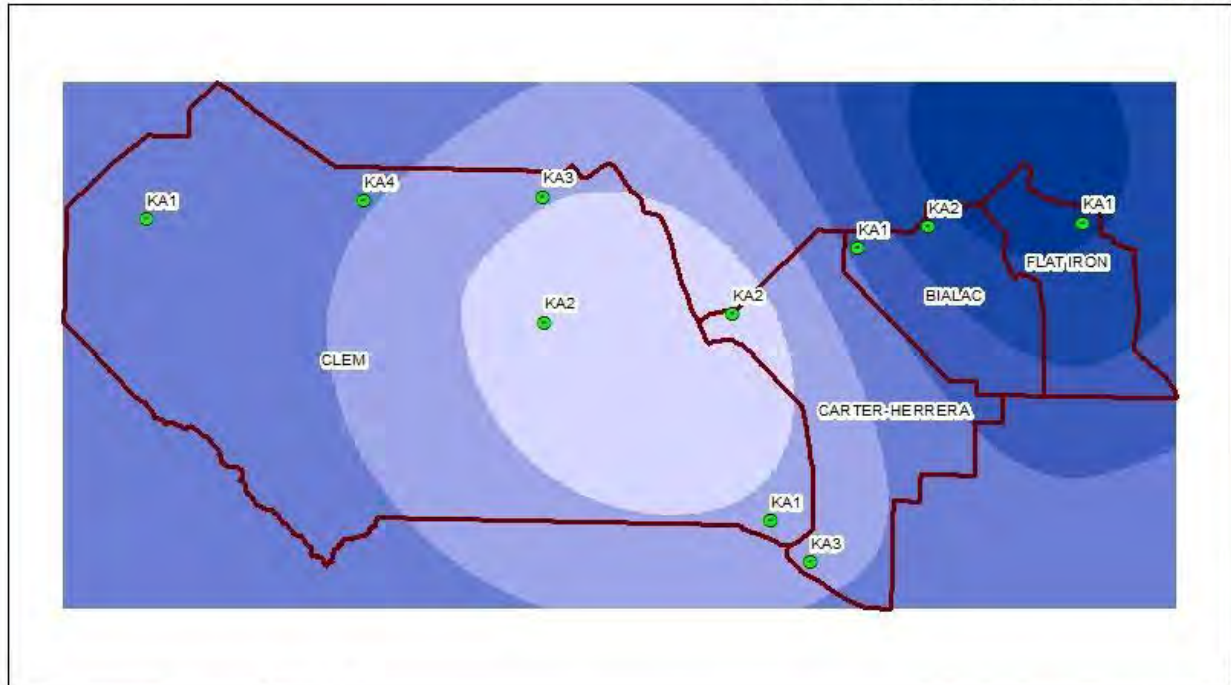 KA1
KA4
KA3
KA2
KA1
KA1
KA2
FLAT IRON
BIALAC
KA2
CLEM
CARTER-HERRERA
KA1
KA3